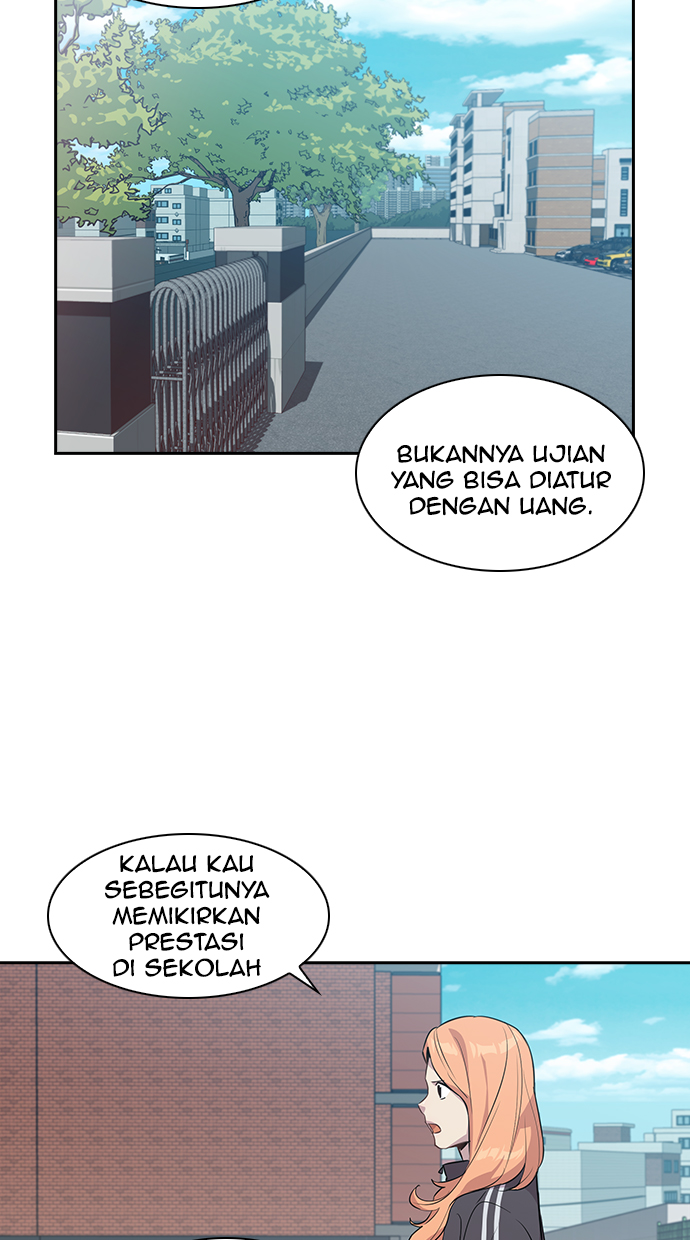 BUKANNYA UJIAN
YANG BISA DIATUR
DENGAN UANG.
KALAU KAU
SEBEGITUNYA
MEMIKIRKAN
PRESTASI
DI SEKOLAH